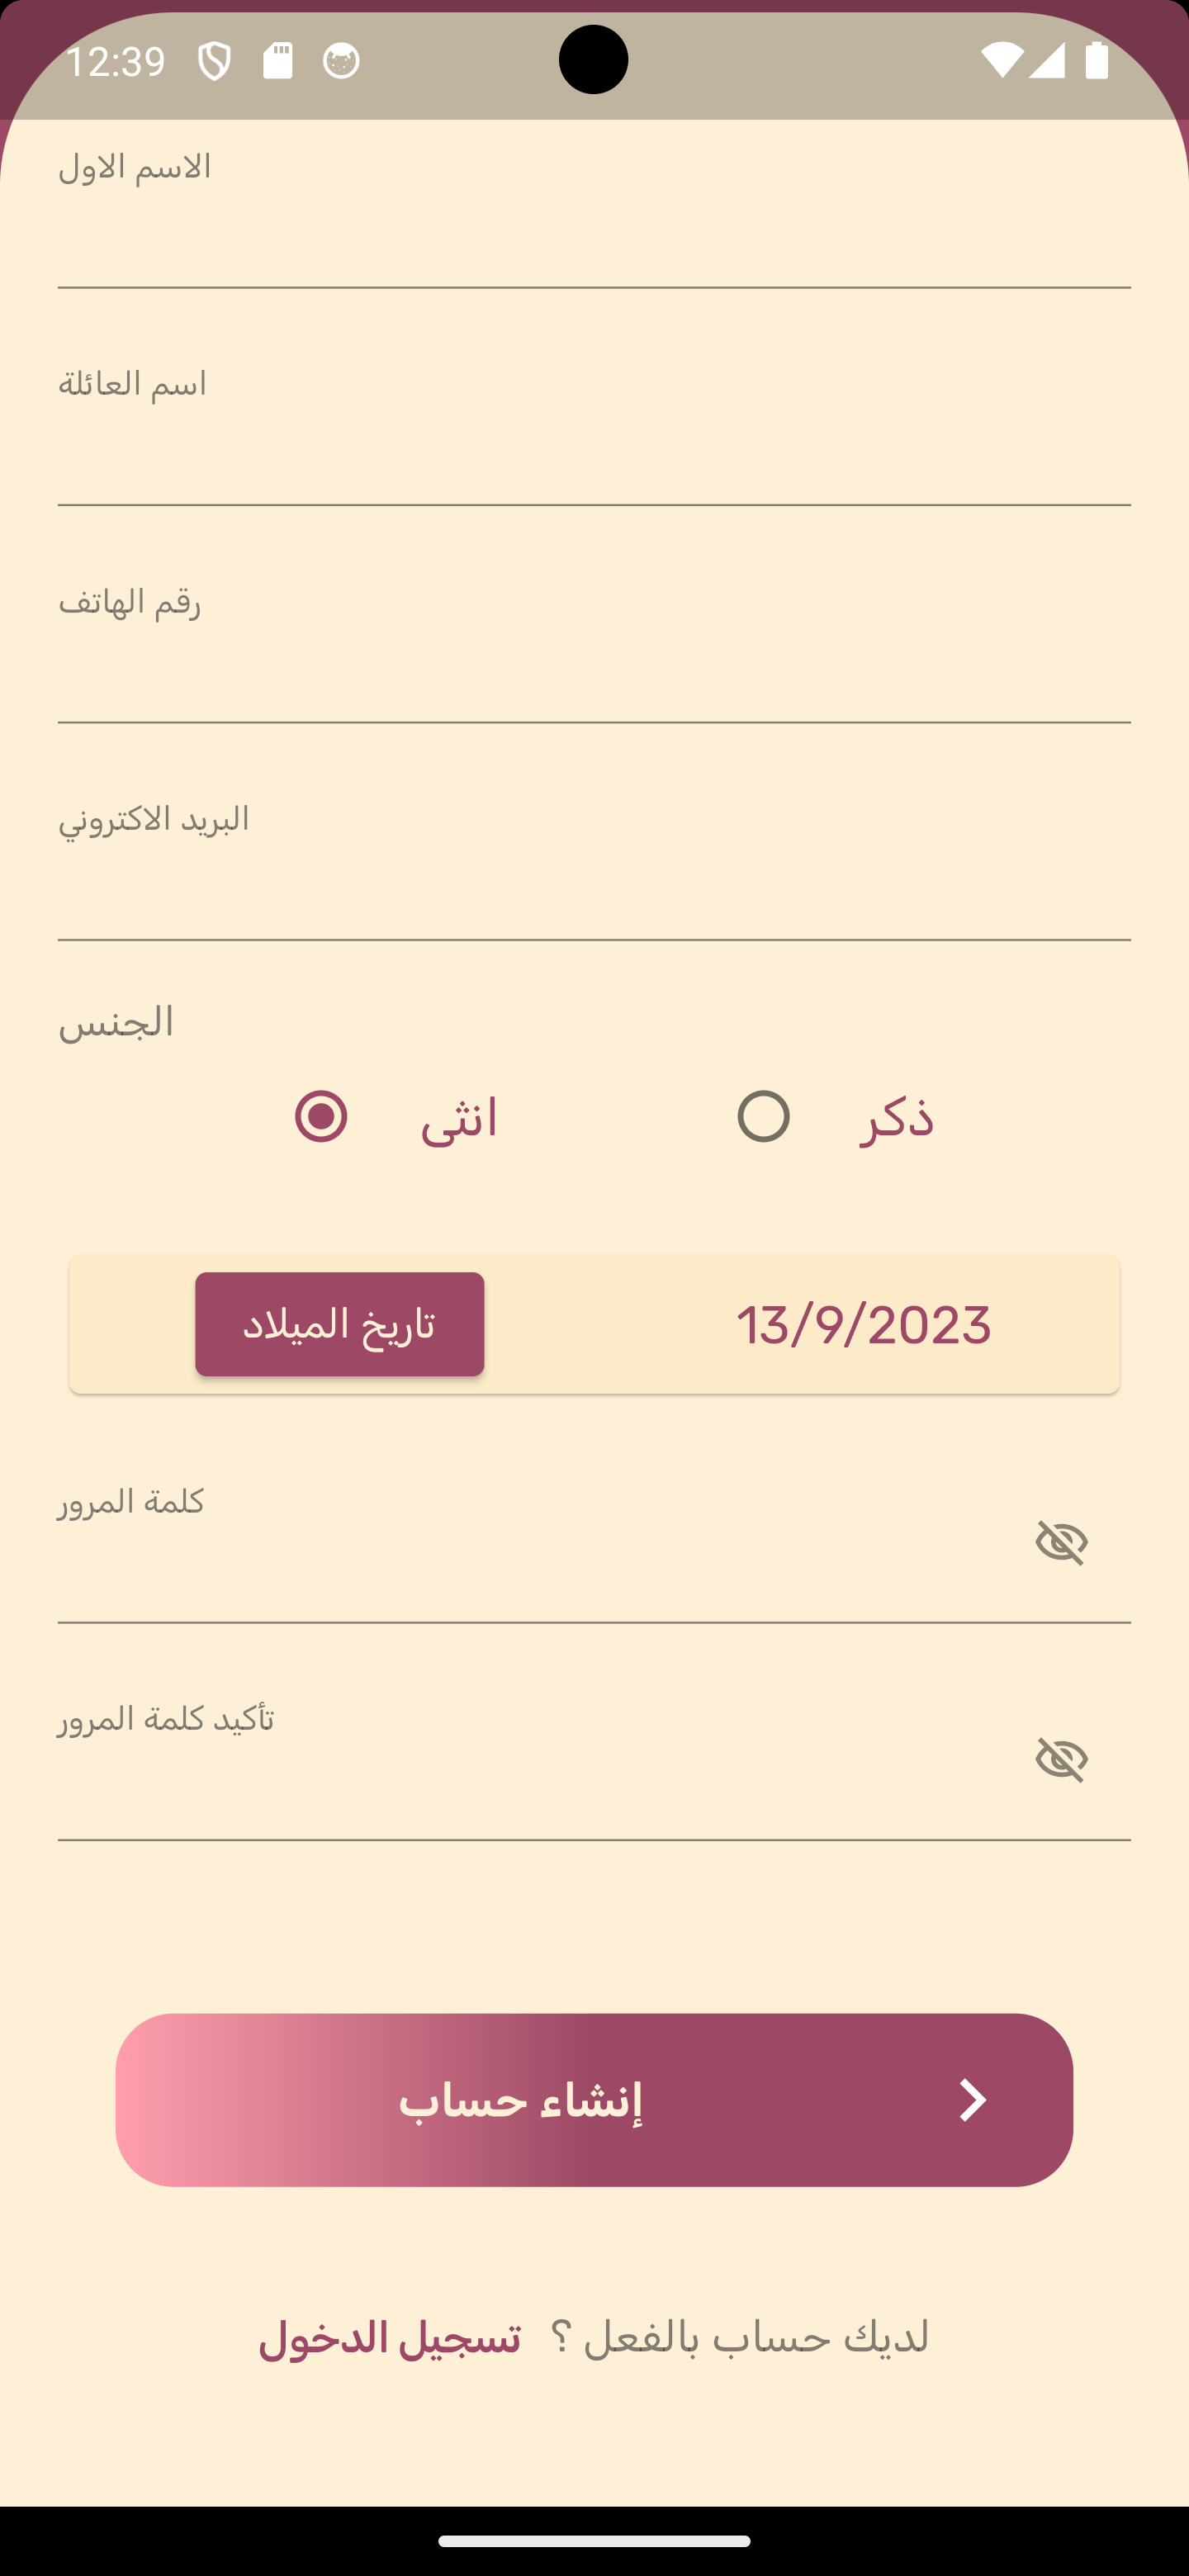 12:39
الاسم الاول
اسم العائلة
رقم الهاتف
البريد الاكتروني
الجنس
انثى
ذكر
تاريخ الميلاد
13/9/2023
كلمة المرور
تأكيد كلمة المرور
إنشاء حساب
لديك حساب بالفعل ؟ تسجيل الدخول